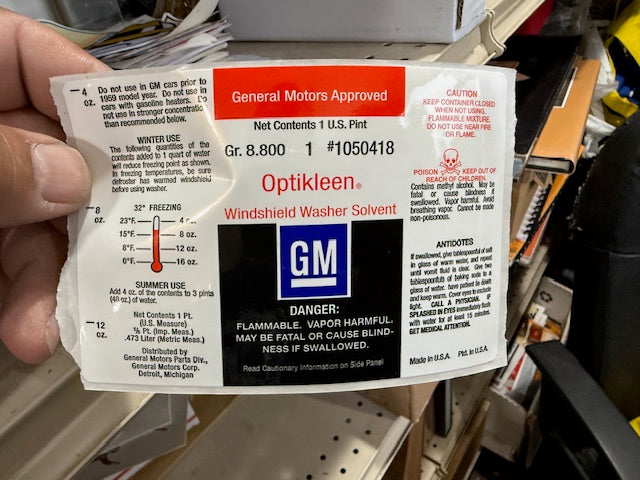 4
oz.
Do not use in GM cars prior to
1959 model year. Do not use in
cars with gasoline heaters. Do
not use in stronger concentratio
than recommended below.
WINTER USE
The following quantities of the
contents added to 1 quart of water
will reduce freezing point as shown.
In freezing temperatures, be sure
defroster has warmed windshield
before using washer.
8
oz.
32° FREEZING
23°F. 4 oz.
15°F. 8 oz.
8°F. 12 oz.
0°F. 16 oz.
SUMMER USE
Add 4 oz. of the contents to 3 pints
(48 oz.) of water.
12
oz.
Net Contents 1 Pt.
(U.S. Measure)
⅚ Pt. (Imp. Meas.)
.473 Liter (Metric Meas.)
Distributed by
General Motors Parts Div.,
General Motors Corp.
Detroit, Michigan
General Motors Approved
Net Contents 1 U.S. Pint
Gr. 8.800 1 #1050418
Optikleen®
Windshield Washer Solvent
GM
DANGER:
FLAMMABLE. VAPOR HARMFUL.
MAY BE FATAL OR CAUSE BLIND-
NESS IF SWALLOWED.
Read Cautionary Information on Side Panel
CAUTION
KEEP CONTAINER CLOSED
WHEN NOT USING.
FLAMMABLE MIXTURE.
DO NOT USE NEAR FIRE
OR FLAME.
POISON KEEP OUT OF
REACH OF CHILDREN.
Contains methyl alcohol. May be
fatal or cause blindness if
swallowed. Vapor harmful. Avoid
breathing vapor. Cannot be made
non-poisonous.
ANTIDOTES
If swallowed, give tablespoonful of salt
in glass of warm water, and repeat
until vomit fluid is clear. Give two
tablespoonfuls of baking soda to a
glass of water. have patient lie down
and keep warm. Cover eyes to exclude
light. CALL A PHYSICIAN. IF
SPLASHED IN EYES immediately flush
with water for at least 15 minutes.
GET MEDICAL ATTENTION.
Made in U.S.A. Ptd. in U.S.A.